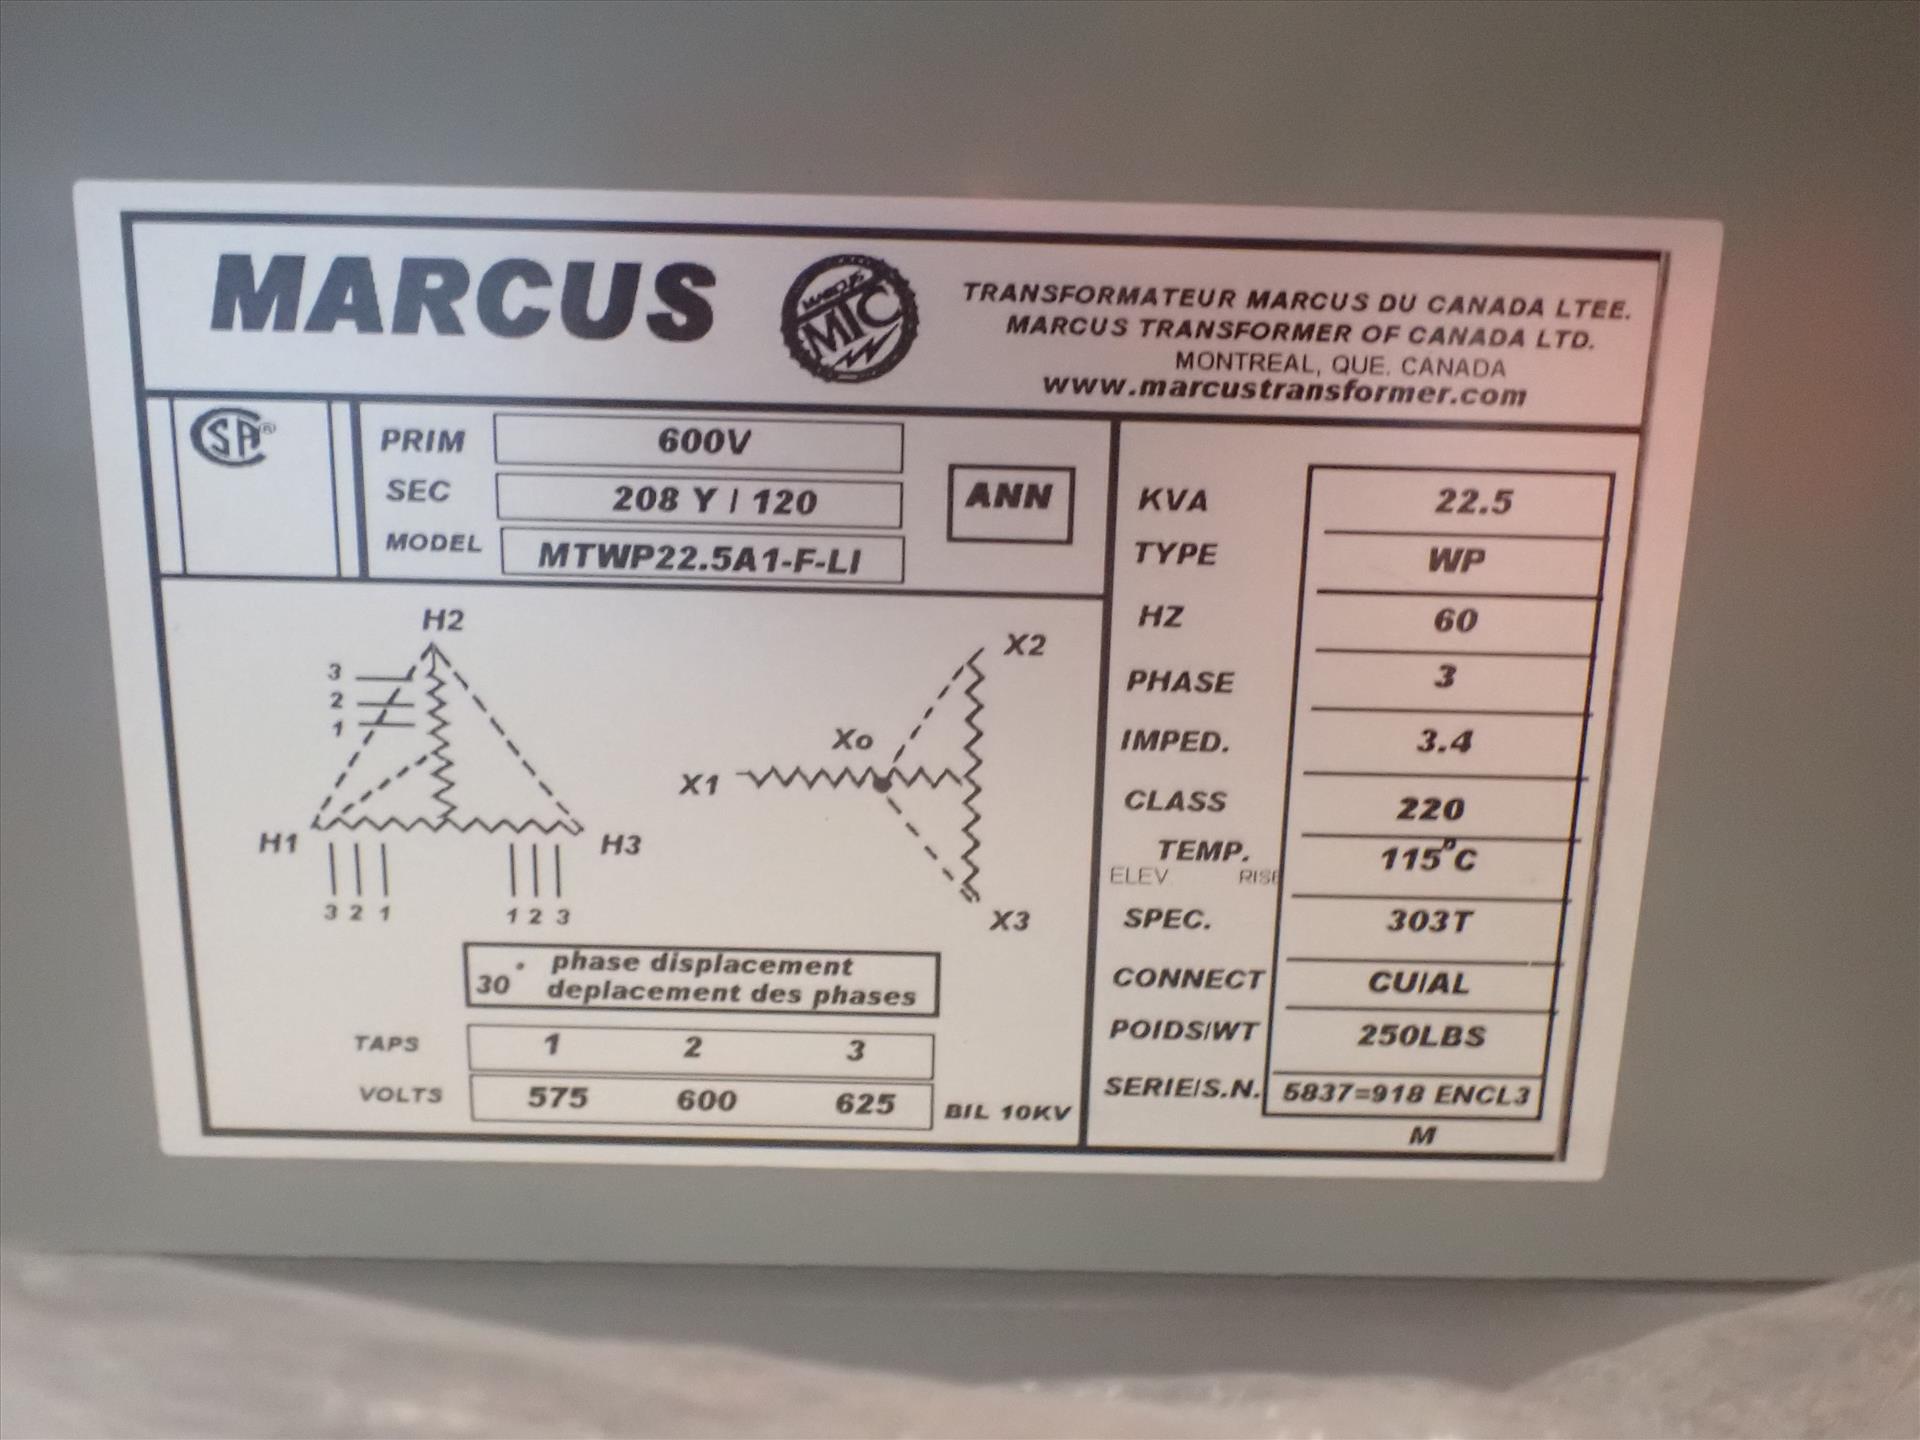 MARCUS
MARCUS
MTC
TRANSFORMATEUR MARCUS DU CANADA LTEE.
MARCUS TRANSFORMER OF CANADA LTD.
MONTREAL, QUE. CANADA
www.marcustransformer.com
CSA®
PRIM 600V
SEC 208 Y / 120
MODEL MTWP22.5A1-F-LI
ANN
H2
3
2
1
H1
H3
3 2 1
1 2 3
X2
Xo
X1
X3
30° phase displacement
deplacement des phases
TAPS 1 2 3
VOLTS 575 600 625
BIL 10KV
KVA 22.5
TYPE WP
HZ 60
PHASE 3
IMPED. 3.4
CLASS 220
TEMP. 115°C
ELEV RISE
SPEC. 303T
CONNECT CU/AL
POIDS/WT 250LBS
SERIE/S.N. 5837=918 ENCL3
M